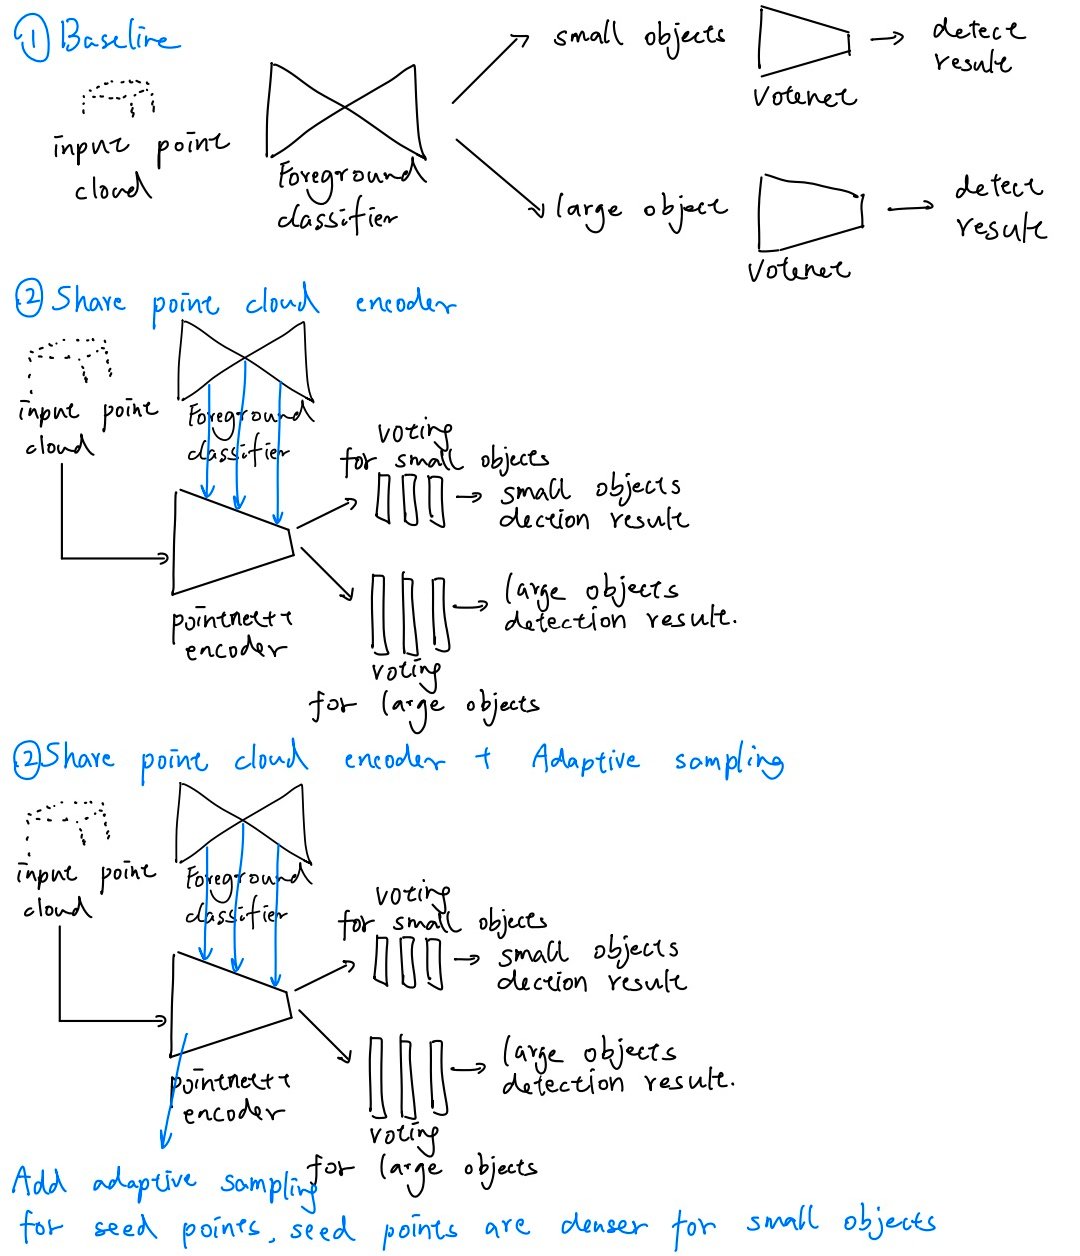 ① Baseline
input point
cloud
Foreground
classifier
small objects
Votenet
detect
result
large object
Votenet
detect
result
② Share point cloud encoder
input point
cloud
Foreground
classifier
pointnet++
encoder
voting
for small objects
small objects
dection result
large objects
detection result.
voting
for large objects
② Share point cloud encoder + Adaptive sampling
input point
cloud
Foreground
classifier
pointnet++
encoder
voting
for small objects
small objects
dection result
large objects
detection result.
voting
for large objects
Add adaptive sampling
for seed points, seed points are denser for small objects